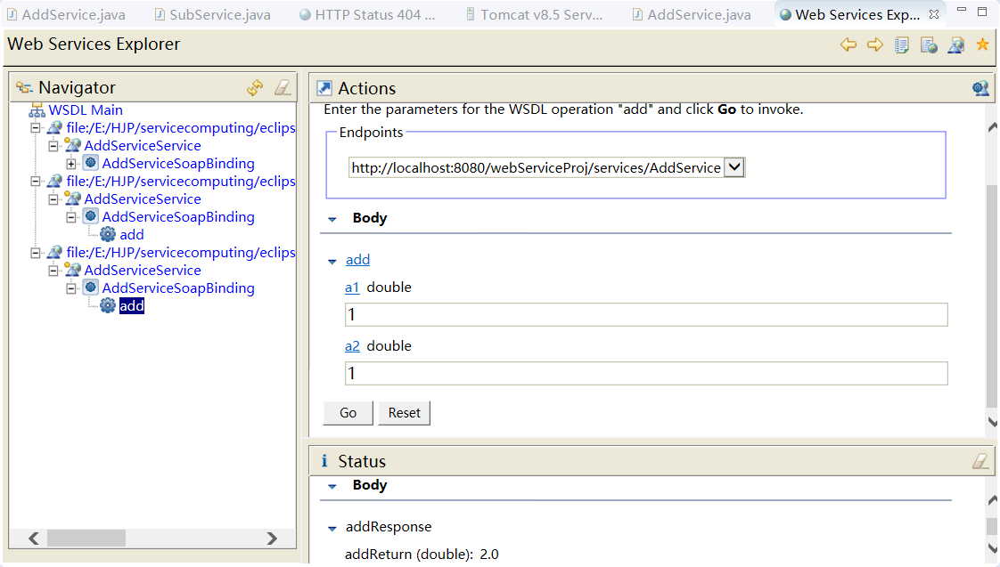 AddService.java
SubService.java
HTTP Status 404 ...
Tomcat v8.5 Serv...
AddService.java
Web Services Exp...
Web Services Explorer
Navigator
WSDL Main
file:/E:/HJP/servicecomputing/eclips
AddServiceService
AddServiceSoapBinding
file:/E:/HJP/servicecomputing/eclips
AddServiceService
AddServiceSoapBinding
add
file:/E:/HJP/servicecomputing/eclips
AddServiceService
AddServiceSoapBinding
add
Actions
Enter the parameters for the WSDL operation "add" and click Go to invoke.
Endpoints
http://localhost:8080/webServiceProj/services/AddService
Body
add
a1 double
1
a2 double
1
Go
Reset
Status
Body
addResponse
addReturn (double): 2.0